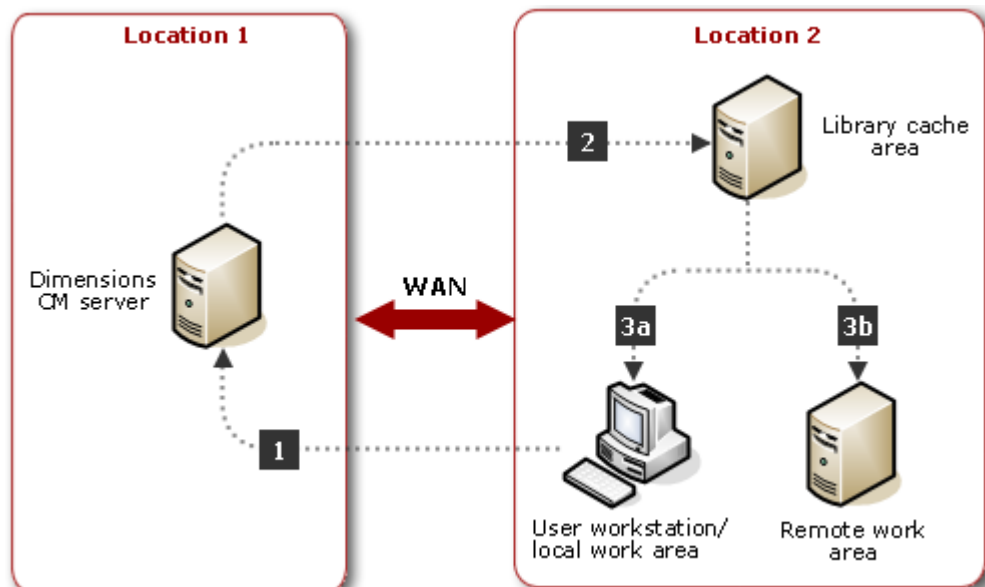 Location 1
Location 2
2
Library cache
area
Dimensions
CM server
WAN
3a
3b
1
User workstation/
local work area
Remote work
area